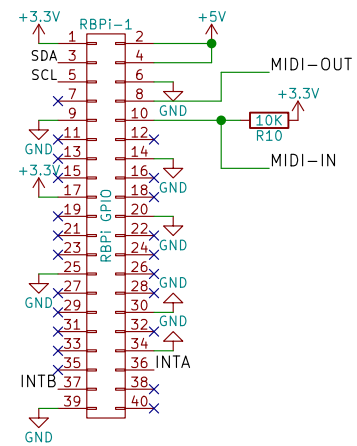 +3.3V RBPi-1 +5V
1 2
SDA 3 4
SCL 5 6 MIDI-OUT
7 8 GND +3.3V
9 10 10K
GND 11 12 R10
13 14 MIDI-IN
+3.3V 15 16 GND
17 18
19 20
21 22 GND
23 24
25 26
GND 27 28 GND
29 30 GND
31 32
33 34
35 36 INTA
INTB 37 38
39 40
GND
RBPi GPIO